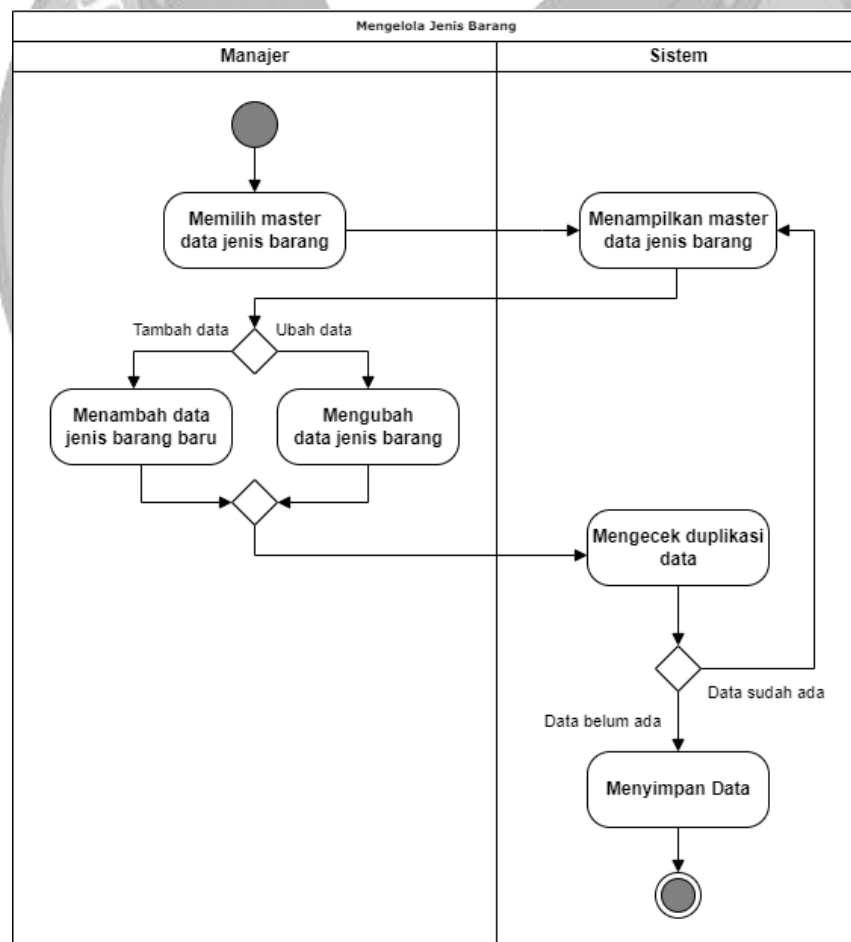 Mengelola Jenis Barang
Manajer
Sistem
Memilih master
data jenis barang
Menampilkan master
data jenis barang
Tambah data
Ubah data
Menambah data
jenis barang baru
Mengubah
data jenis barang
Mengecek duplikasi
data
Data sudah ada
Data belum ada
Menyimpan Data